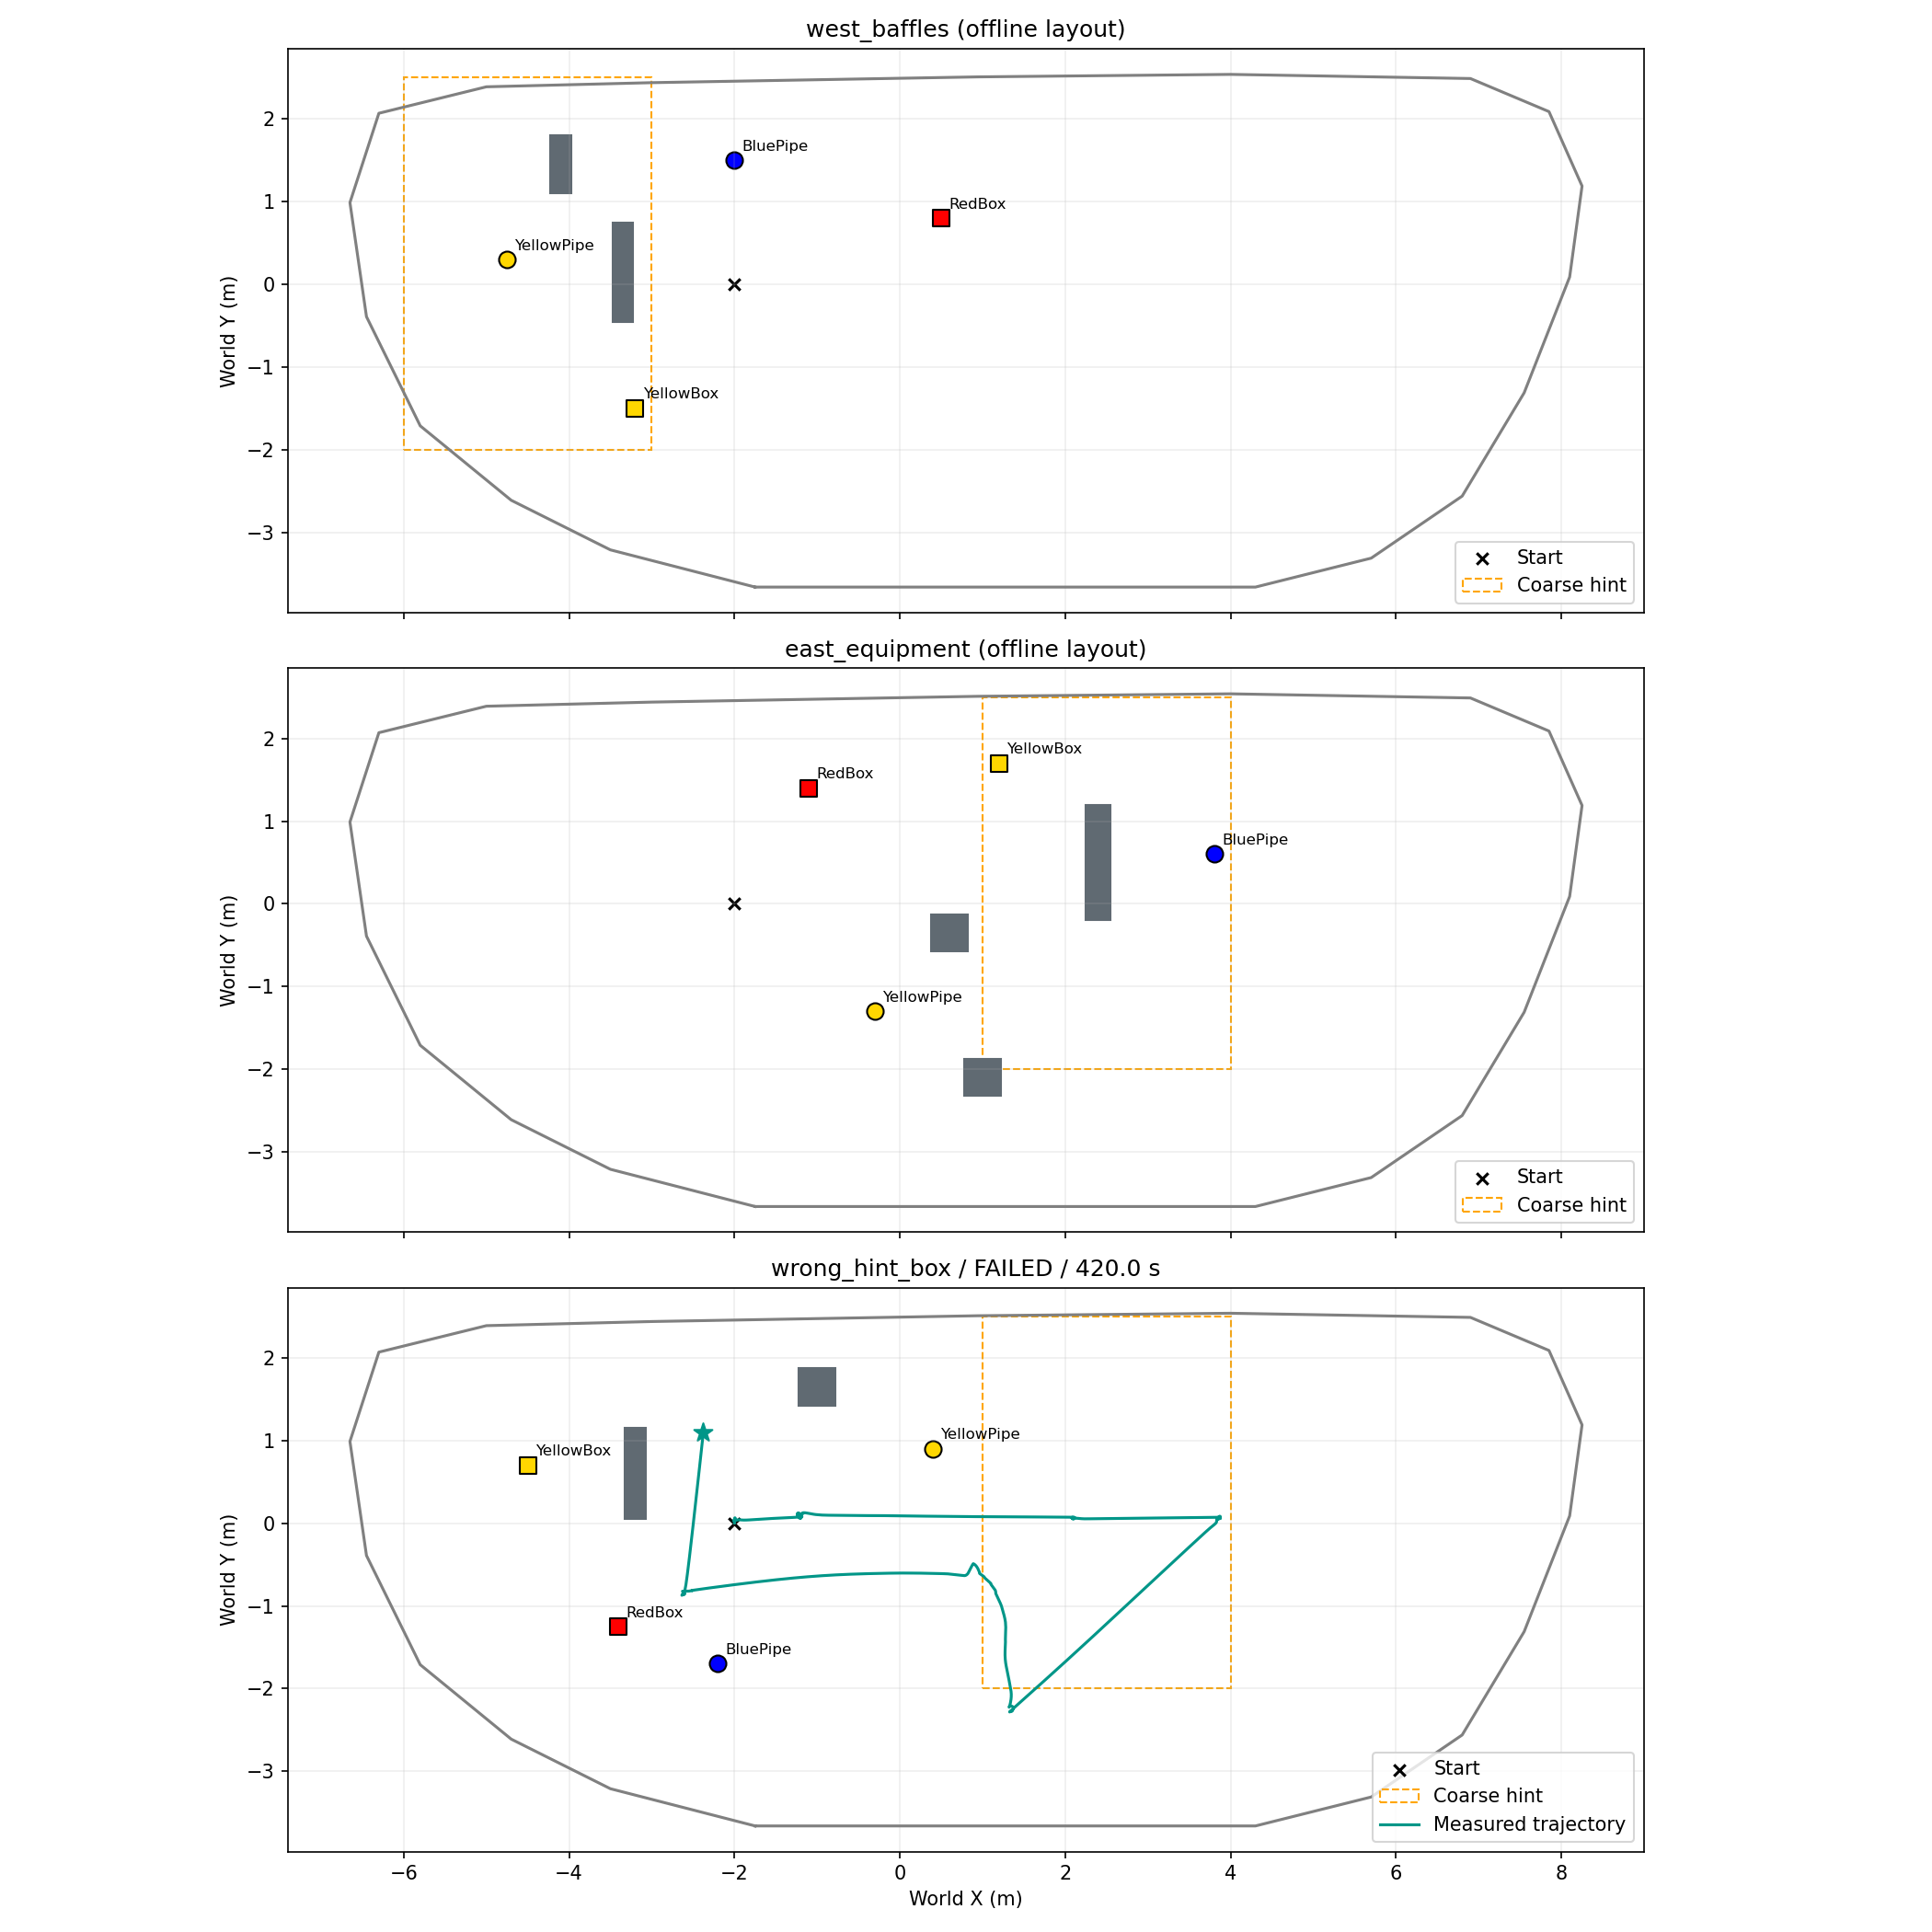 west_baffles (offline layout)
World Y (m)
2
1
0
−1
−2
−3
BluePipe
RedBox
YellowPipe
YellowBox
Start
Coarse hint
east_equipment (offline layout)
World Y (m)
2
1
0
−1
−2
−3
YellowBox
RedBox
BluePipe
YellowPipe
Start
Coarse hint
wrong_hint_box / FAILED / 420.0 s
World Y (m)
2
1
0
−1
−2
−3
YellowPipe
YellowBox
RedBox
BluePipe
Start
Coarse hint
Measured trajectory
−6 −4 −2 0 2 4 6 8
World X (m)